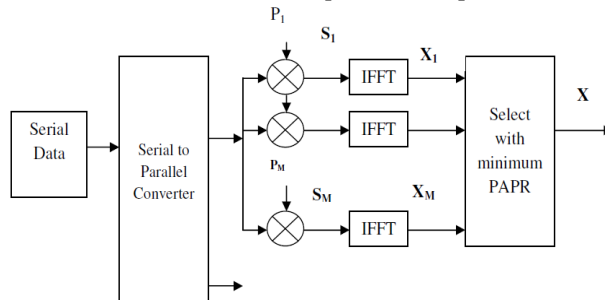 P1
S1
X1
IFFT
Serial
Data
Serial to
Parallel
Converter
IFFT
Select
with
minimum
PAPR
X
PM
SM
XM
IFFT